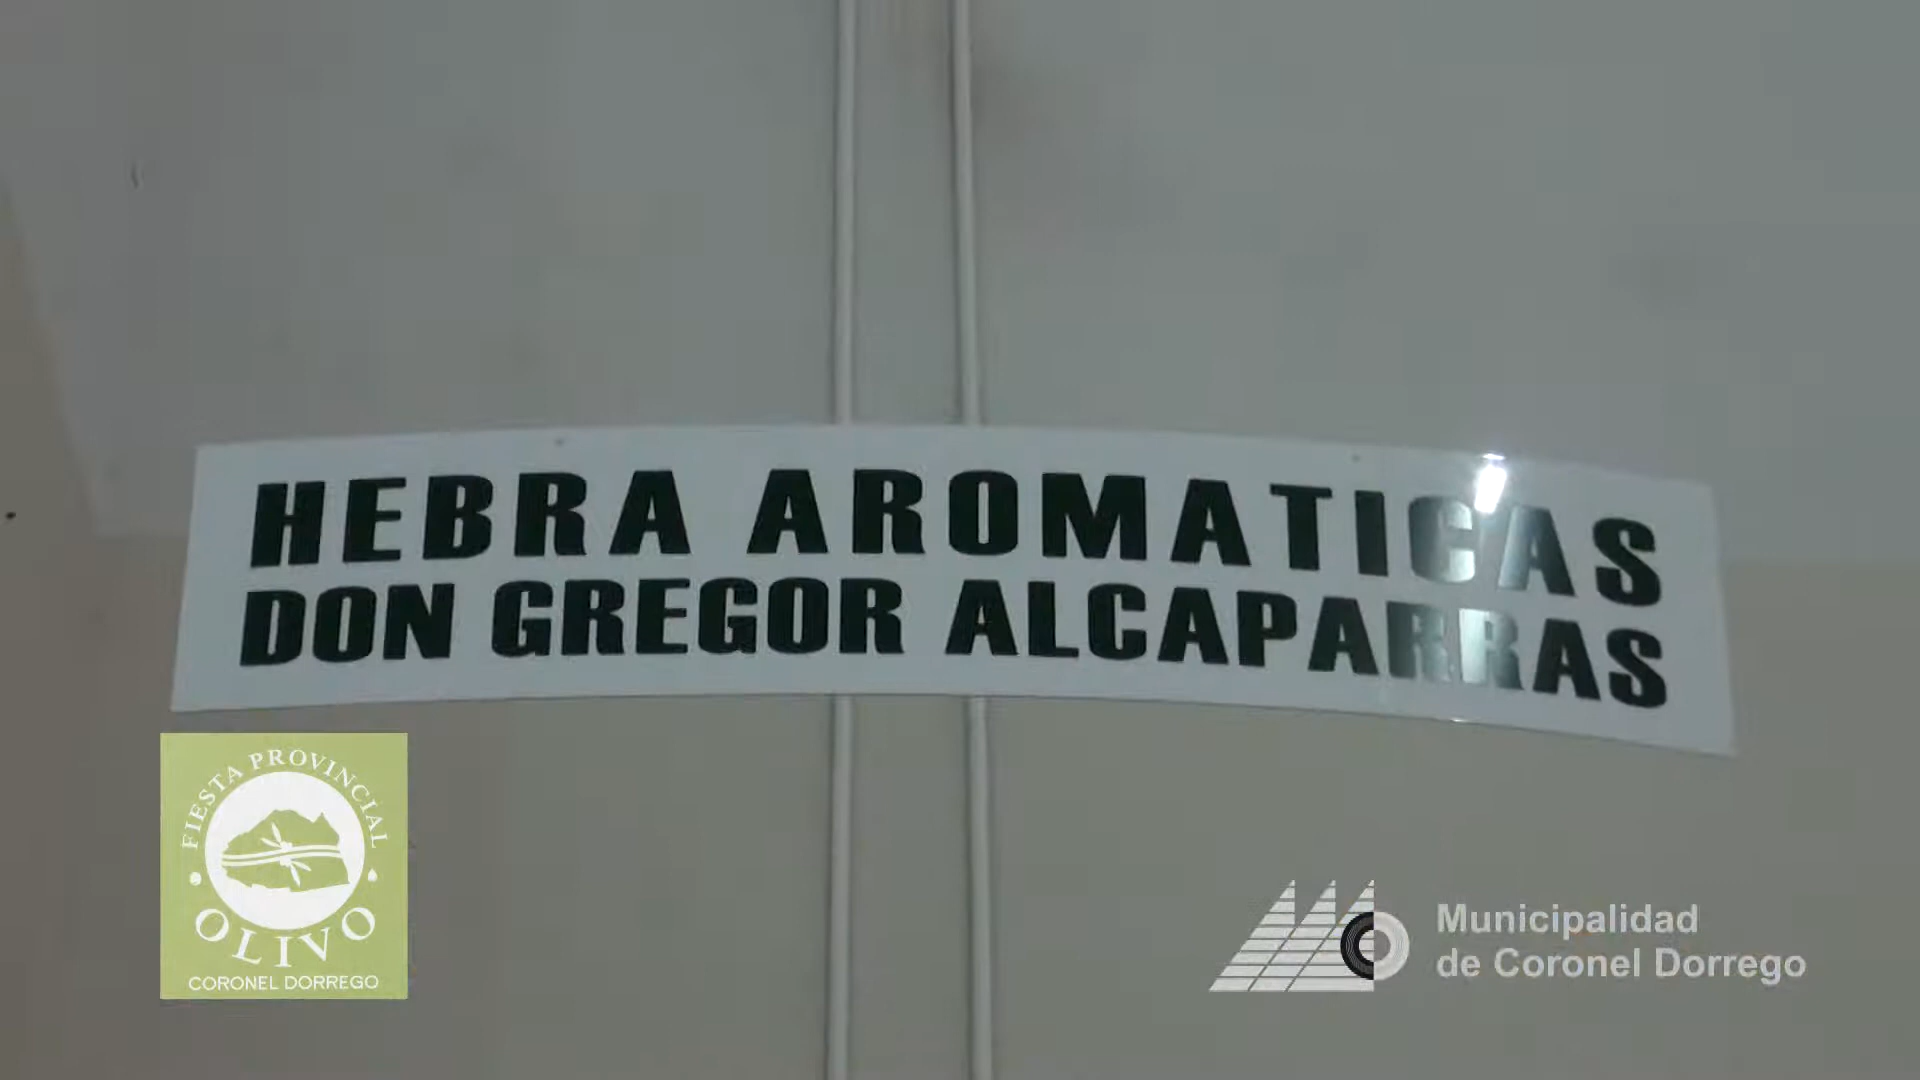 HEBRA AROMATICAS
DON GREGOR ALCAPARRAS
FIESTA PROVINCIAL
OLIVO
CORONEL DORREGO
Municipalidad
de Coronel Dorrego